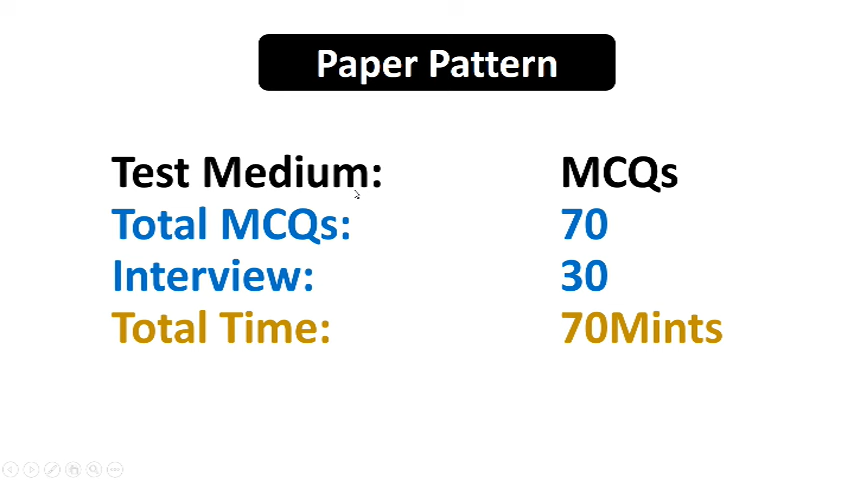 Paper Pattern
Test Medium: MCQs
Total MCQs: 70
Interview: 30
Total Time: 70Mints